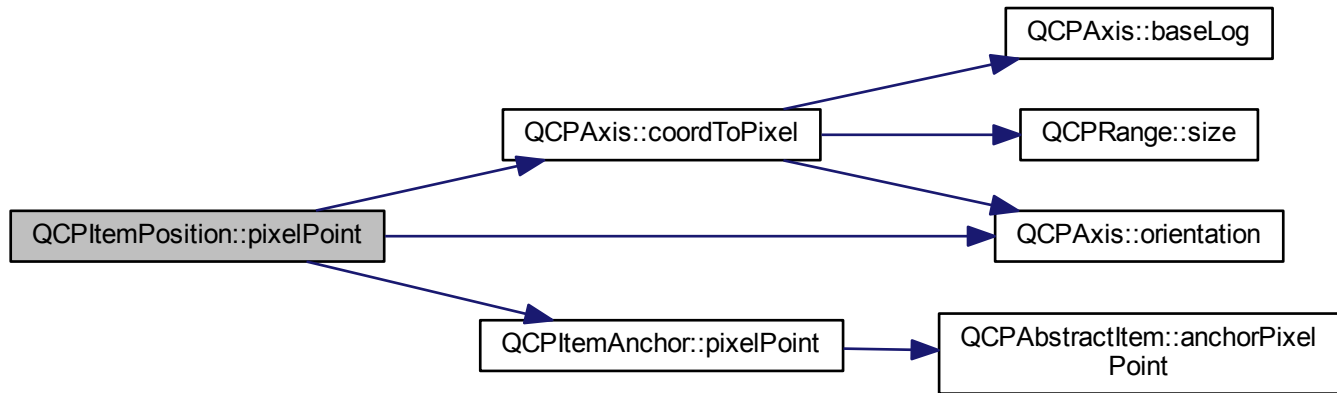 QCPAxis::baseLog
QCPAxis::coordToPixel
QCPRange::size
QCPItemPosition::pixelPoint
QCPAxis::orientation
QCPItemAnchor::pixelPoint
QCPAbstractItem::anchorPixel
Point